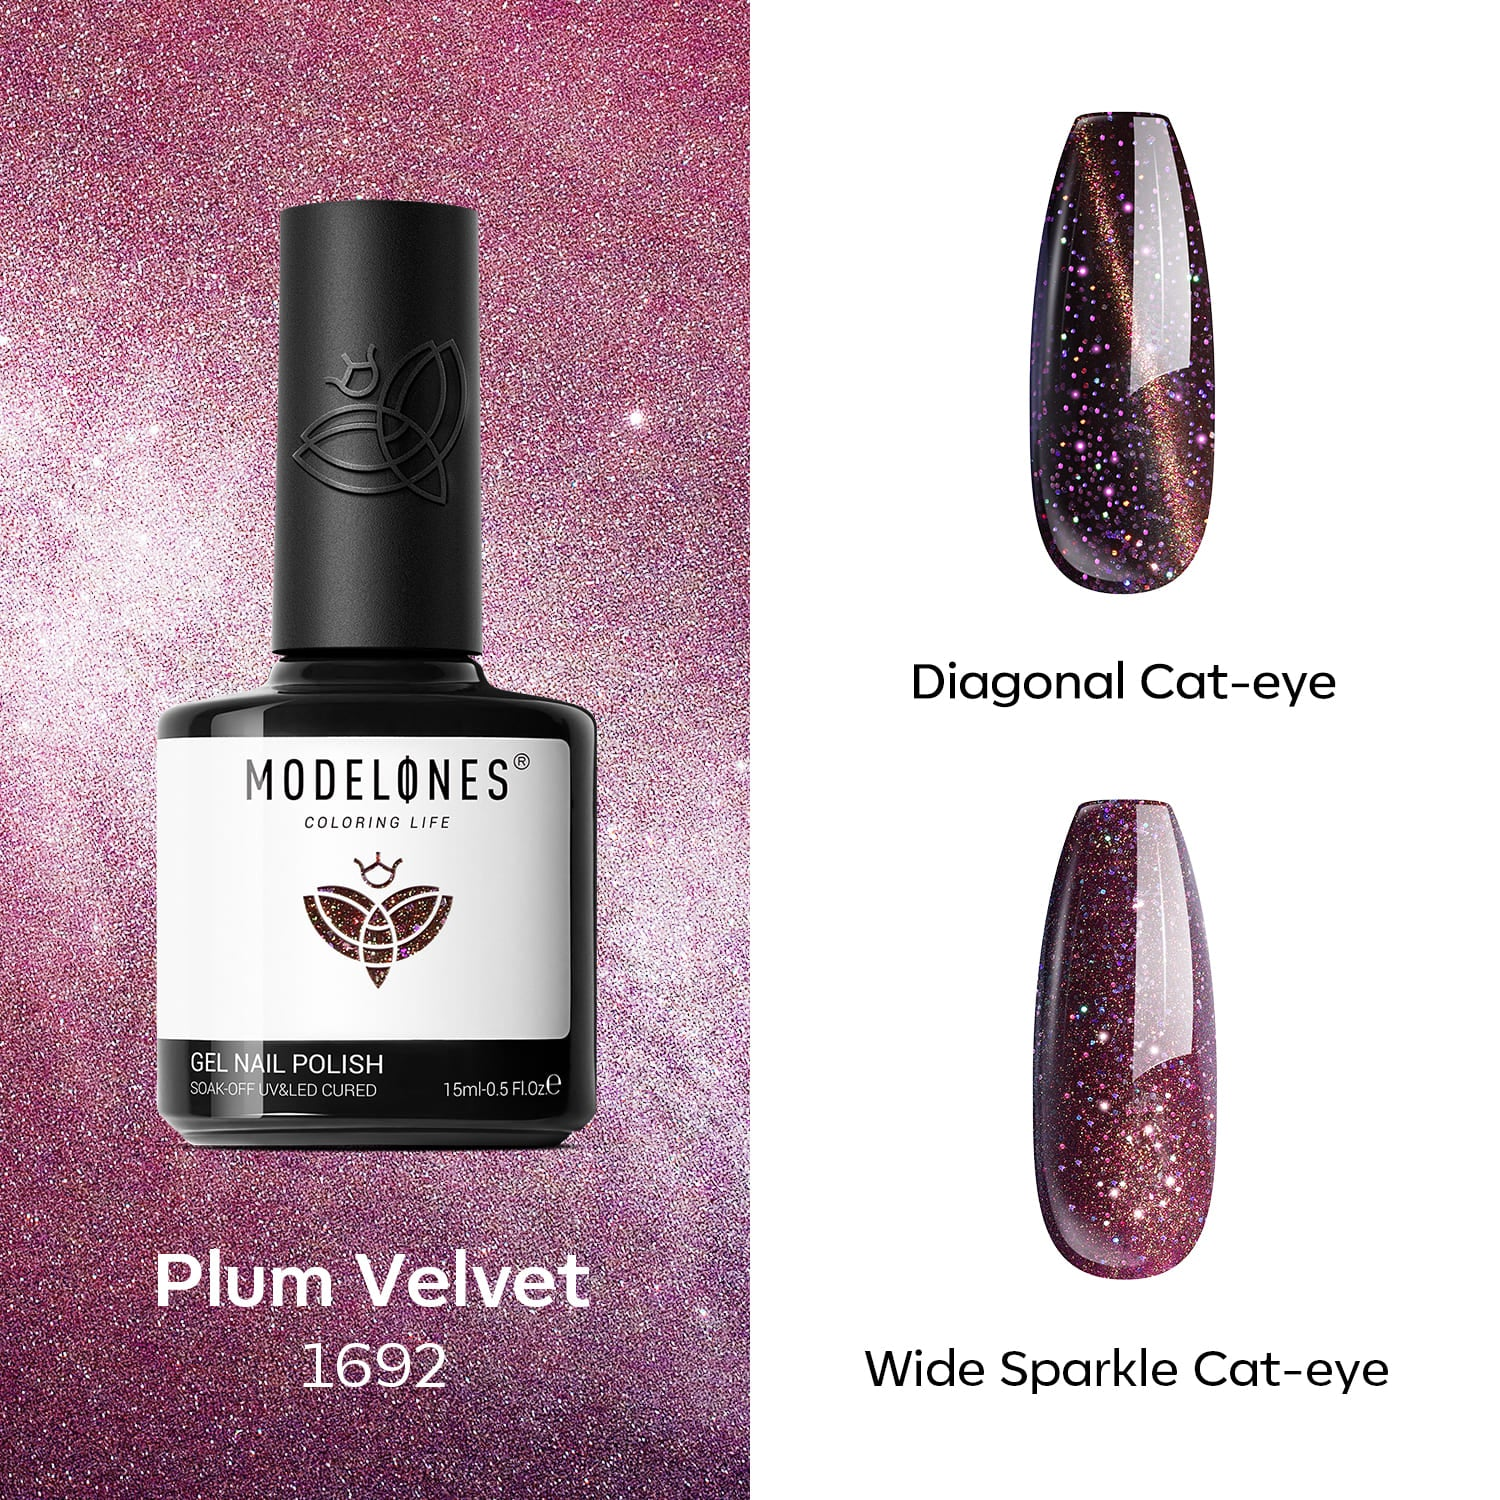 MODELONES®
COLORING LIFE
GEL NAIL POLISH
SOAK-OFF UV&LED CURED
15ml-0.5 Fl.oz.℮
Plum Velvet
1692
Diagonal Cat-eye
Wide Sparkle Cat-eye